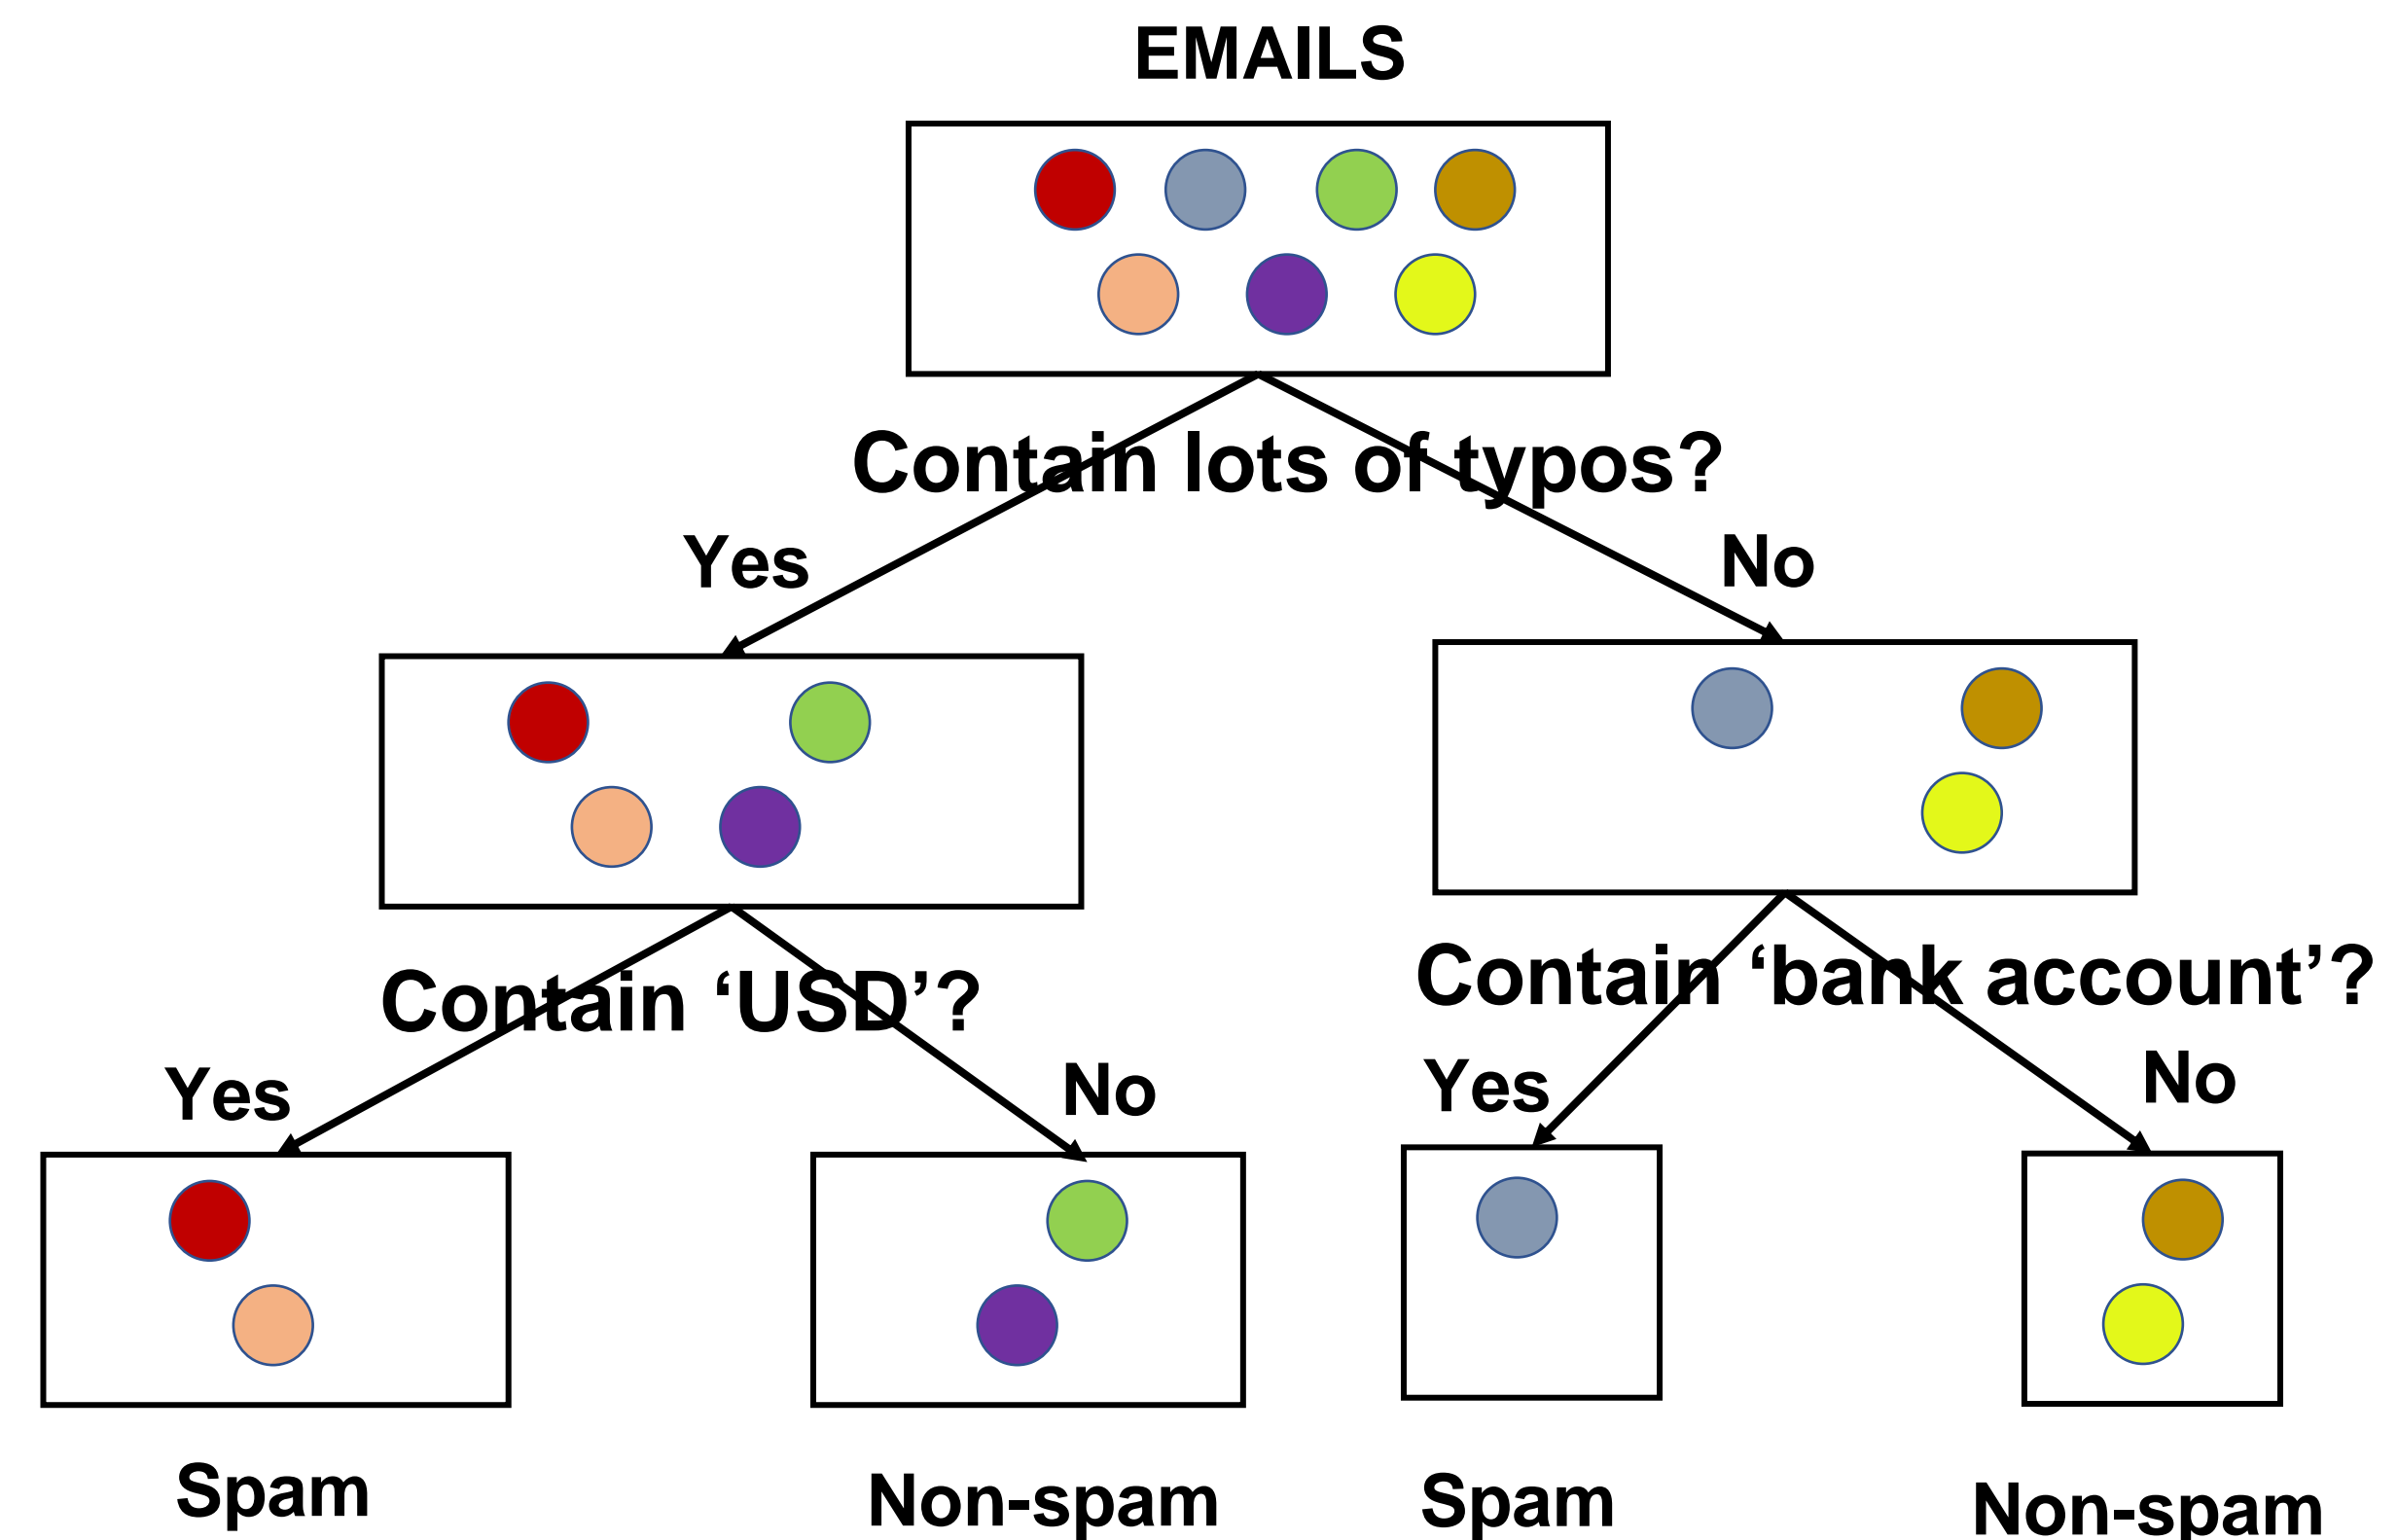 EMAILS
Contain lots of typos?
Yes
No
Contain ‘USD’?
Contain ‘bank account’?
Yes
No
Yes
No
Spam
Non-spam
Spam
Non-spam